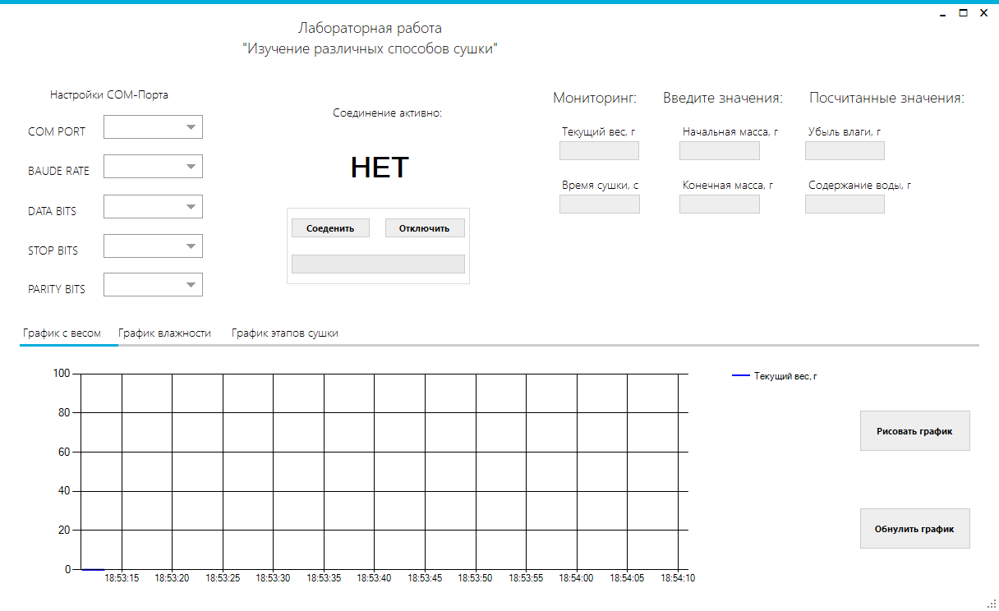 Лабораторная работа
"Изучение различных способов сушки"
Настройки COM-Порта
COM PORT
BAUDE RATE
DATA BITS
STOP BITS
PARITY BITS
Соединение активно:
НЕТ
Соеденить Отключить
Мониторинг: Введите значения: Посчитанные значения:
Текущий вес, г Начальная масса, г Убыль влаги, г
Время сушки, с Конечная масса, г Содержание воды, г
График с весом График влажности График этапов сушки
100
80
60
40
20
0
18:53:15 18:53:20 18:53:25 18:53:30 18:53:35 18:53:40 18:53:45 18:53:50 18:53:55 18:54:00 18:54:05 18:54:10
Текущий вес, г
Рисовать график
Обнулить график